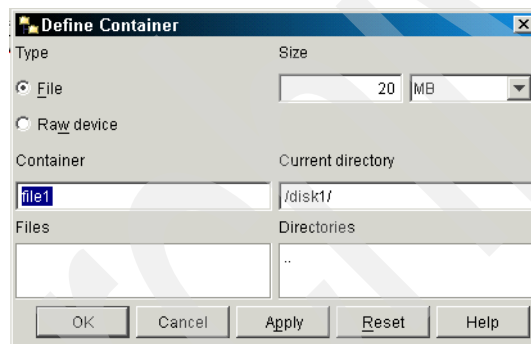 Define Container
Type
Size
File
20 MB
Raw device
Container
Current directory
file1
/disk1/
Files
Directories
..
OK Cancel Apply Reset Help